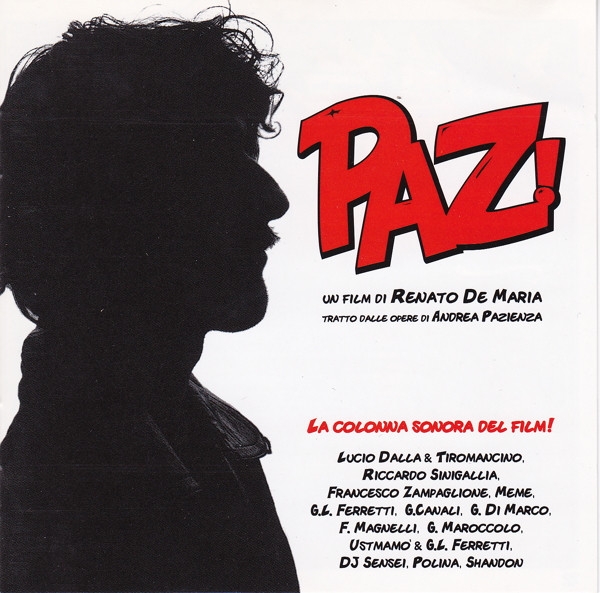 PAZ!
UN FILM DI RENATO DE MARIA
TRATTO DALLE OPERE DI ANDREA PAZIENZA
LA COLONNA SONORA DEL FILM!
LUCIO DALLA & TIROMANCINO,
RICCARDO SINIGALLIA,
FRANCESCO ZAMPAGLIONE, MEME,
G.L. FERRETTI, G.CANALI, G. DI MARCO,
F. MAGNELLI, G. MAROCCOLO,
USTMAMO' & G.L. FERRETTI,
DJ SENSEI, POLINA, SHANDON